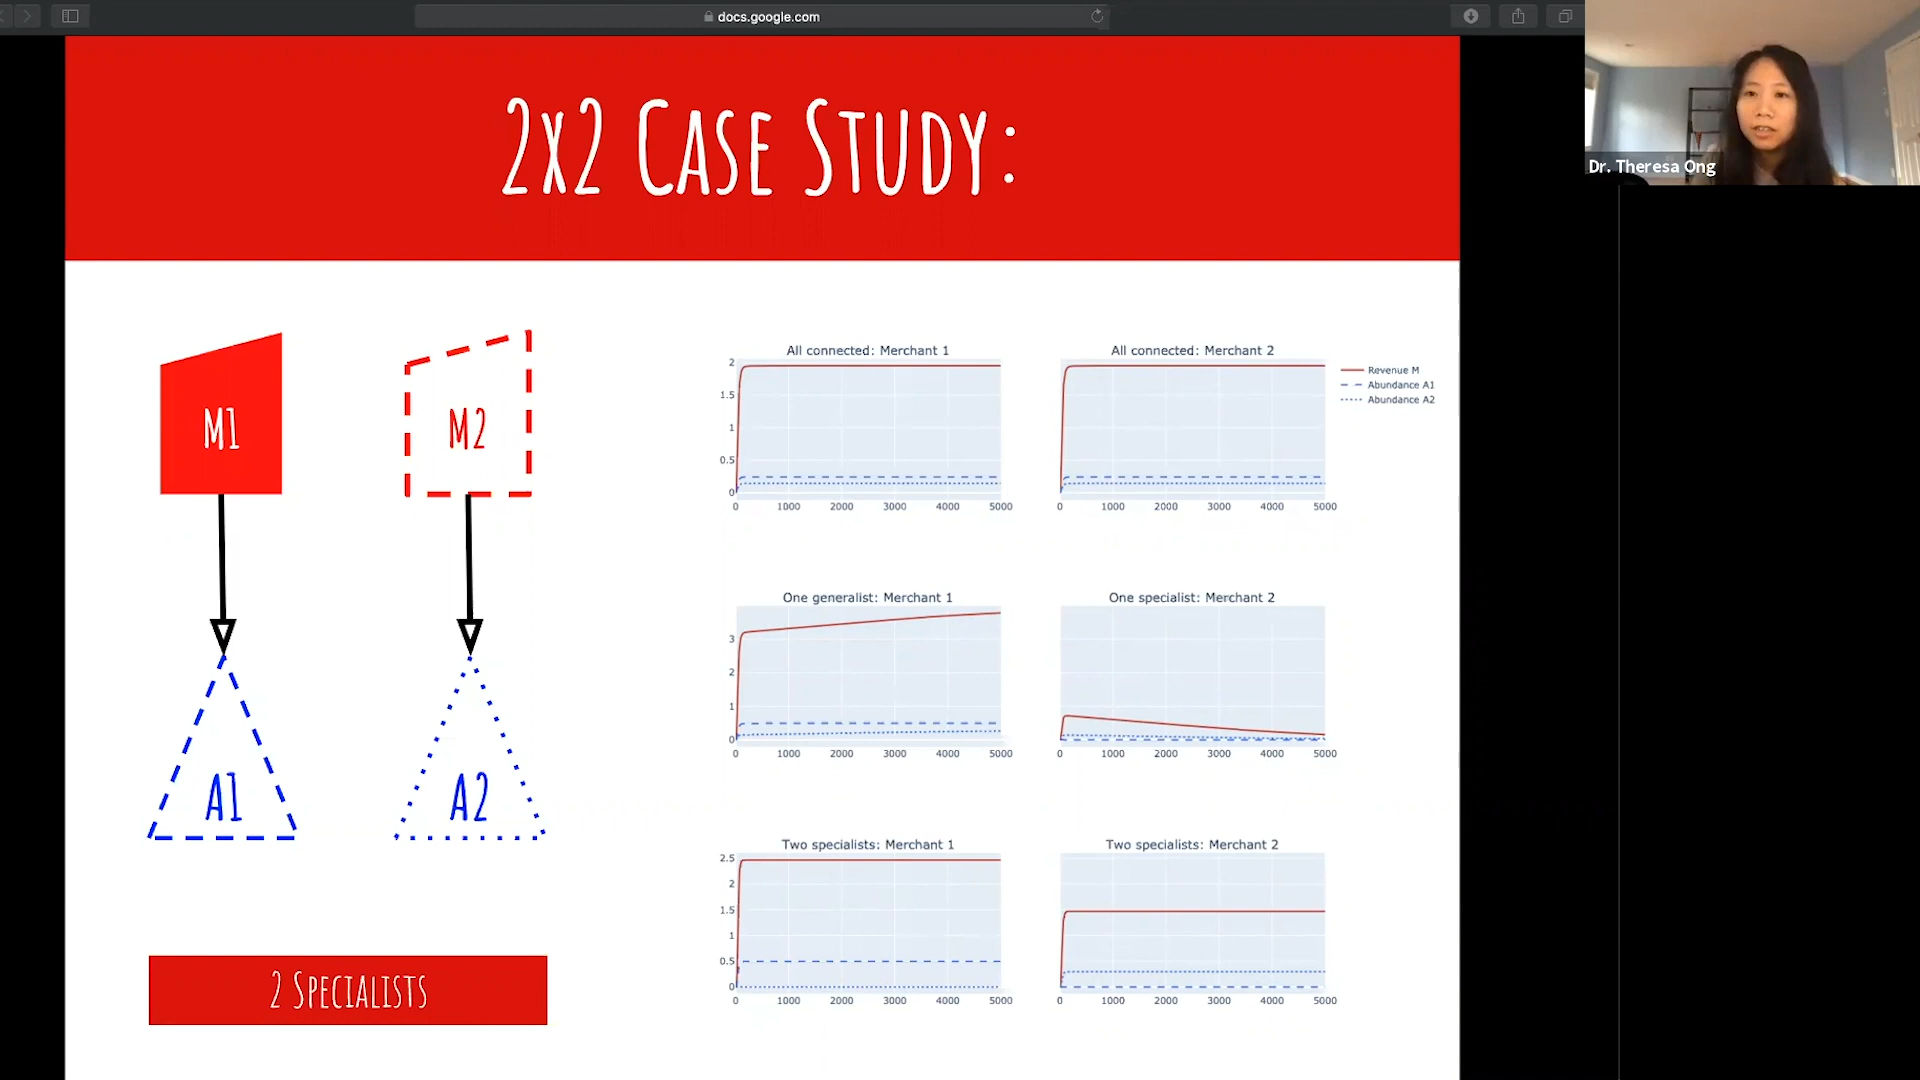 docs.google.com
Dr. Theresa Ong
2x2 CASE STUDY:
M1
M2
A1
A2
2 SPECIALISTS
All connected: Merchant 1
2
1.5
1
0.5
0
0 1000 2000 3000 4000 5000
All connected: Merchant 2
0 1000 2000 3000 4000 5000
Revenue M
Abundance A1
Abundance A2
One generalist: Merchant 1
3
2
1
0
0 1000 2000 3000 4000 5000
One specialist: Merchant 2
0 1000 2000 3000 4000 5000
Two specialists: Merchant 1
2.5
2
1.5
1
0.5
0
0 1000 2000 3000 4000 5000
Two specialists: Merchant 2
0 1000 2000 3000 4000 5000